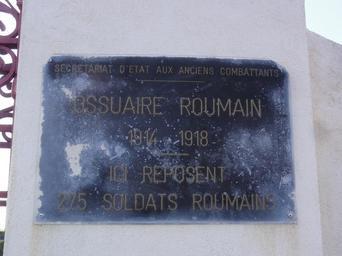 SECRETARIAT D'ETAT AUX ANCIENS COMBATTANTS
OSSUAIRE ROUMAIN
1914 - 1918
ICI REPOSENT
275 SOLDATS ROUMAINS